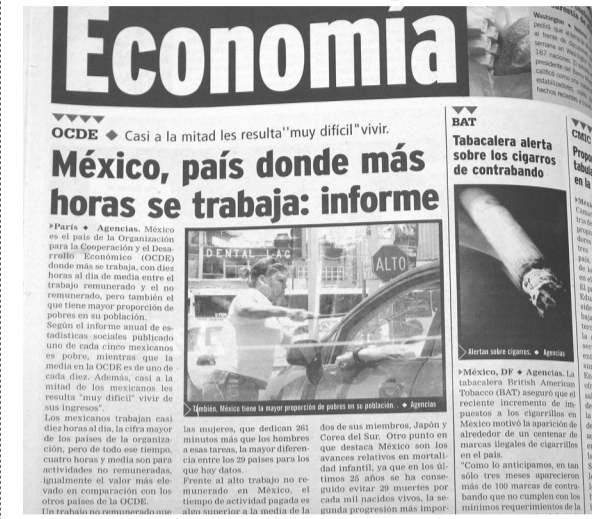 Economía
Washington
OCDE ◆ Casi a la mitad les resulta''muy difícil''vivir.
México, país donde más
horas se trabaja: informe
▸París ◆ Agencias. México
es el país de la Organización
para la Cooperación y el Desa-
rrollo Económico (OCDE)
donde más se trabaja, con diez
horas al día de media entre el
trabajo remunerado y el no
remunerado, pero también el
que tiene mayor proporción de
pobres en su población.
Según el informe anual de es-
tadísticas sociales publicado
uno de cada cinco mexicanos
es pobre, mientras que la
media en la OCDE es de uno de
cada diez. Además, casi a la
mitad de los mexicanos les
resulta "muy difícil" vivir de
sus ingresos".
Los mexicanos trabajan casi
diez horas al día, la cifra mayor
de los países de la organiza-
ción, pero de todo ese tiempo,
cuatro horas y media son para
actividades no remuneradas,
igualmente el valor más ele-
vado en comparación con los
otros países de la OCDE.
Un trabajo no remunerado que
DENTAL LAG
ALTO
También, México tiene la mayor proporción de pobres en su población. ◆ Agencias
las mujeres, que dedican 261
minutos más que los hombres
a esas tareas, la mayor diferen-
cia entre los 29 países para los
que hay datos.
Frente al alto trabajo no re-
munerado en México, el
tiempo de actividad pagada es
algo superior a la media de la
dos de sus miembros, Japón y
Corea del Sur. Otro punto en
que destaca México son los
avances relativos en mortali-
dad infantil, ya que en los úl-
timos 25 años se ha conse-
guido evitar 29 muertes por
cada mil nacidos vivos, la se-
gunda progresión más impor-
BAT
Tabacalera alerta
sobre los cigarros
de contrabando
Alertan sobre cigarros. ◆ Agencias
▸México, DF ◆ Agencias. La
tabacalera British American
Tobacco (BAT) aseguró que el
reciente incremento de im-
puestos a los cigarrillos en
México motivó la aparición de
alrededor de un centenar de
marcas ilegales de cigarrillos
en el país.
"Como lo anticipamos, en tan
sólo tres meses parecieron
más de 100 marcas de contra-
bando que no cumplen con los
mínimos requerimientos de la
CMIC